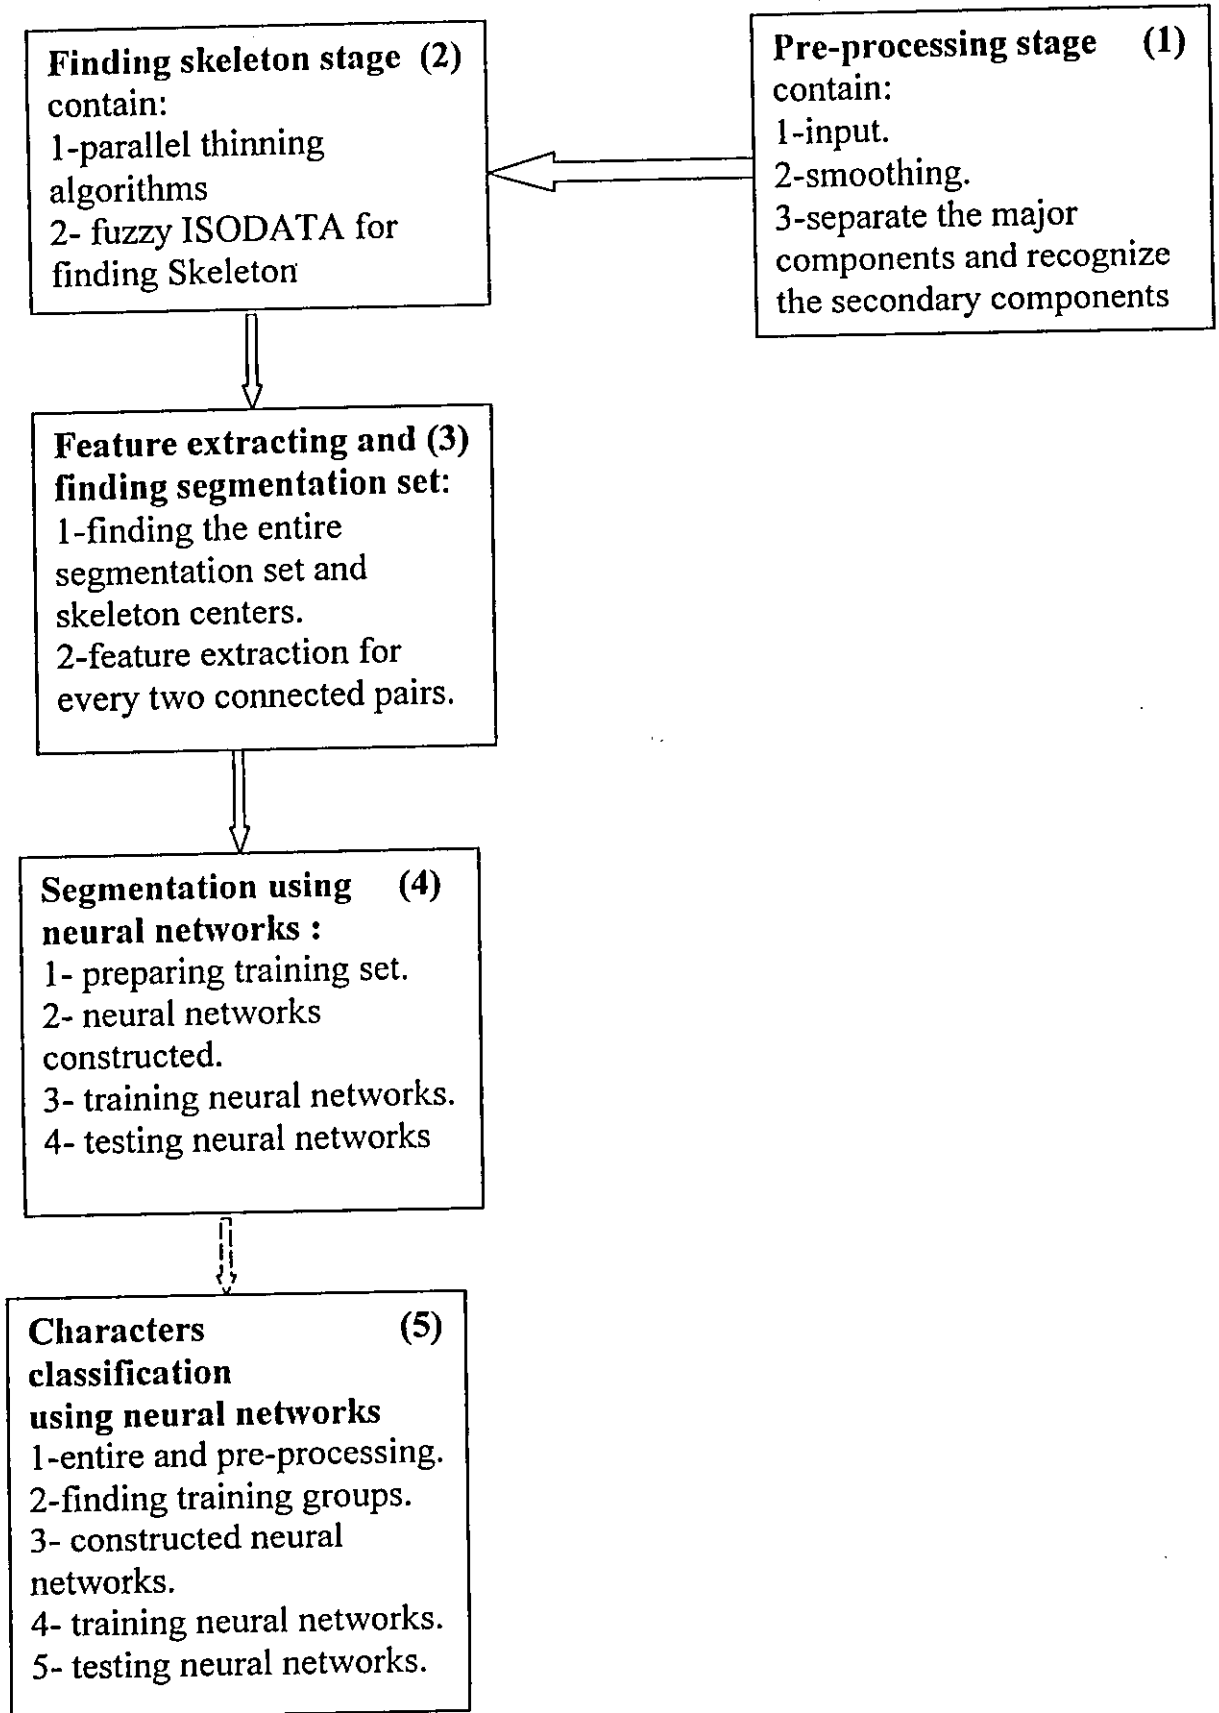 Pre-processing stage (1)
contain:
1-input.
2-smoothing.
3-separate the major
components and recognize
the secondary components
Finding skeleton stage (2)
contain:
1-parallel thinning
algorithms
2- fuzzy ISODATA for
finding Skeleton
Feature extracting and (3)
finding segmentation set:
1-finding the entire
segmentation set and
skeleton centers.
2-feature extraction for
every two connected pairs.
Segmentation using (4)
neural networks :
1- preparing training set.
2- neural networks
constructed.
3- training neural networks.
4- testing neural networks
Characters (5)
classification
using neural networks
1-entire and pre-processing.
2-finding training groups.
3- constructed neural
networks.
4- training neural networks.
5- testing neural networks.